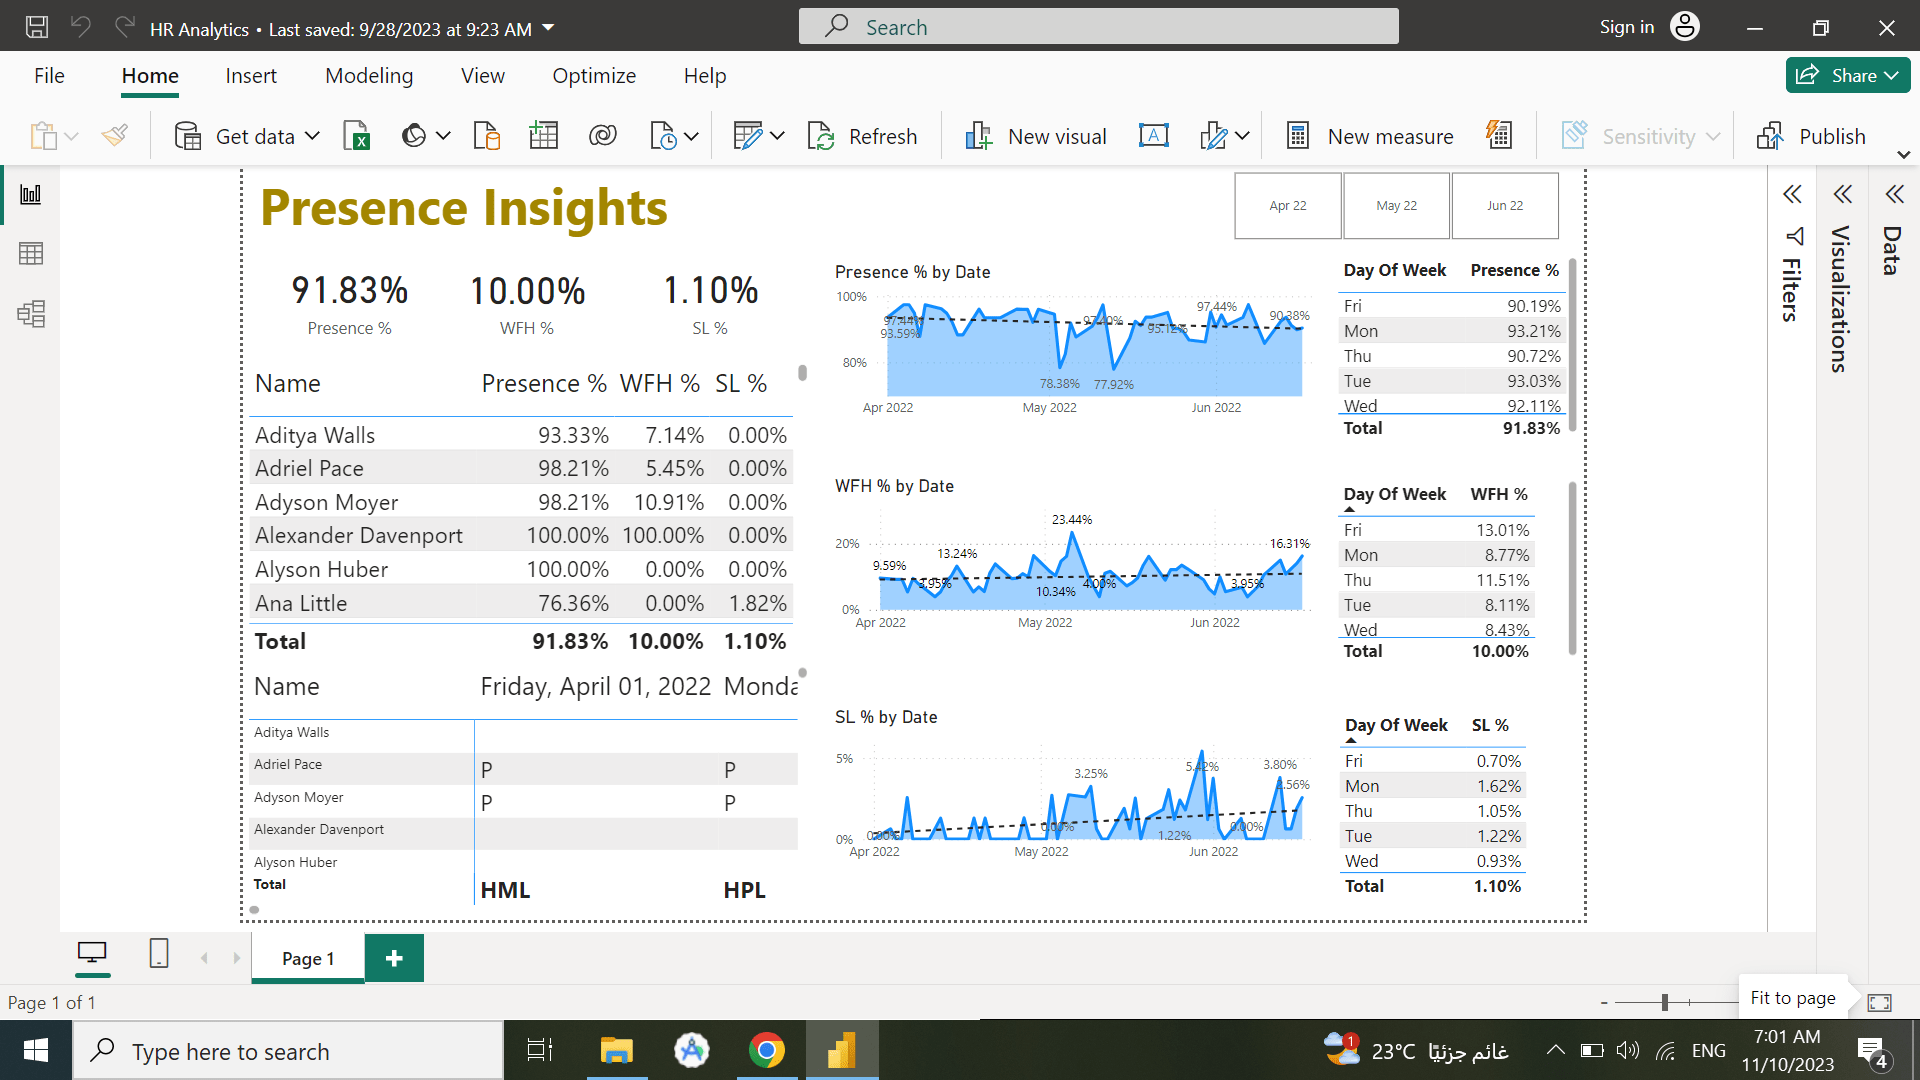 HR Analytics • Last saved: 9/28/2023 at 9:23 AM
Search
Sign in
File Home Insert Modeling View Optimize Help
Share
Get data
Refresh
New visual
New measure
Sensitivity
Publish
Presence Insights
Apr 22 May 22 Jun 22
91.83% 10.00% 1.10%
Presence % WFH % SL %
Name Presence % WFH % SL %
Aditya Walls 93.33% 7.14% 0.00%
Adriel Pace 98.21% 5.45% 0.00%
Adyson Moyer 98.21% 10.91% 0.00%
Alexander Davenport 100.00% 100.00% 0.00%
Alyson Huber 100.00% 0.00% 0.00%
Ana Little 76.36% 0.00% 1.82%
Total 91.83% 10.00% 1.10%
Name Friday, April 01, 2022 Monda
Aditya Walls
Adriel Pace P P
Adyson Moyer P P
Alexander Davenport
Alyson Huber
Total HML HPL
Presence % by Date
100%
80%
97.44%
93.59%
78.38%
97.40%
77.92%
95.12%
97.44%
90.38%
Apr 2022 May 2022 Jun 2022
Day Of Week Presence %
Fri 90.19%
Mon 93.21%
Thu 90.72%
Tue 93.03%
Wed 92.11%
Total 91.83%
WFH % by Date
20%
0%
9.59%
3.95%
13.24%
10.34%
23.44%
4.00%
3.95%
16.31%
Apr 2022 May 2022 Jun 2022
Day Of Week WFH %
Fri 13.01%
Mon 8.77%
Thu 11.51%
Tue 8.11%
Wed 8.43%
Total 10.00%
SL % by Date
5%
0%
0.00%
0.00%
3.25%
1.22%
5.42%
0.00%
3.80%
2.56%
Apr 2022 May 2022 Jun 2022
Day Of Week SL %
Fri 0.70%
Mon 1.62%
Thu 1.05%
Tue 1.22%
Wed 0.93%
Total 1.10%
Filters
Visualizations
Data
Page 1
Page 1 of 1
Fit to page
Type here to search
1
23°C غائم جزئيًا
ENG
7:01 AM
11/10/2023
4